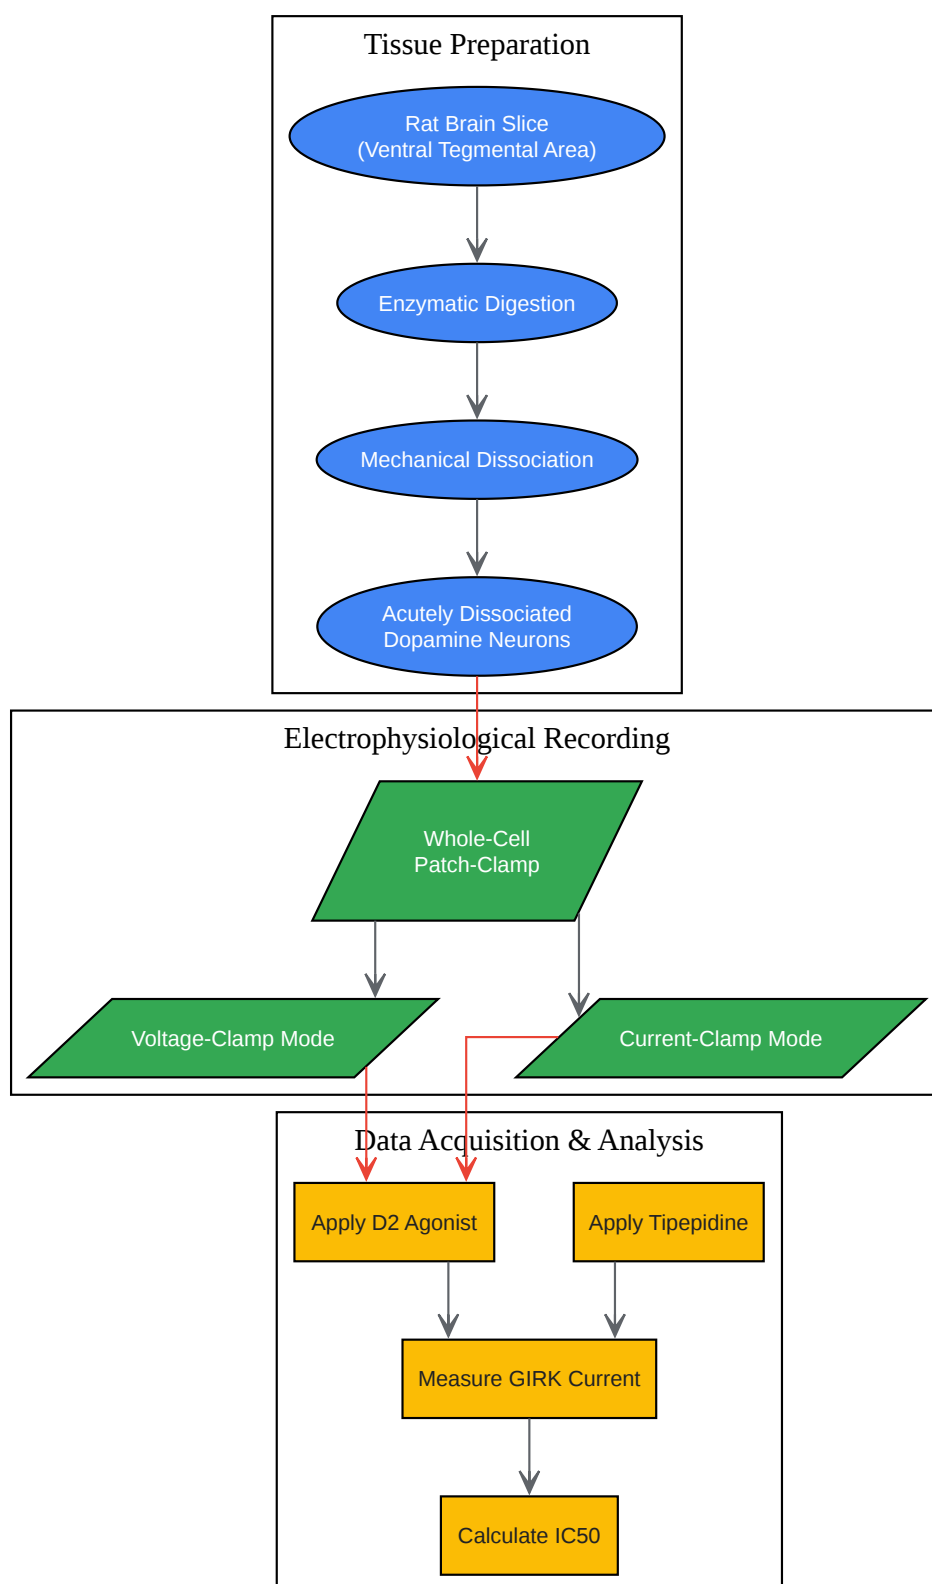 Tissue Preparation
Rat Brain Slice
(Ventral Tegmental Area)
Enzymatic Digestion
Mechanical Dissociation
Acutely Dissociated
Dopamine Neurons
Electrophysiological Recording
Whole-Cell
Patch-Clamp
Voltage-Clamp Mode
Current-Clamp Mode
Data Acquisition & Analysis
Apply D2 Agonist
Apply Tipepidine
Measure GIRK Current
Calculate IC50